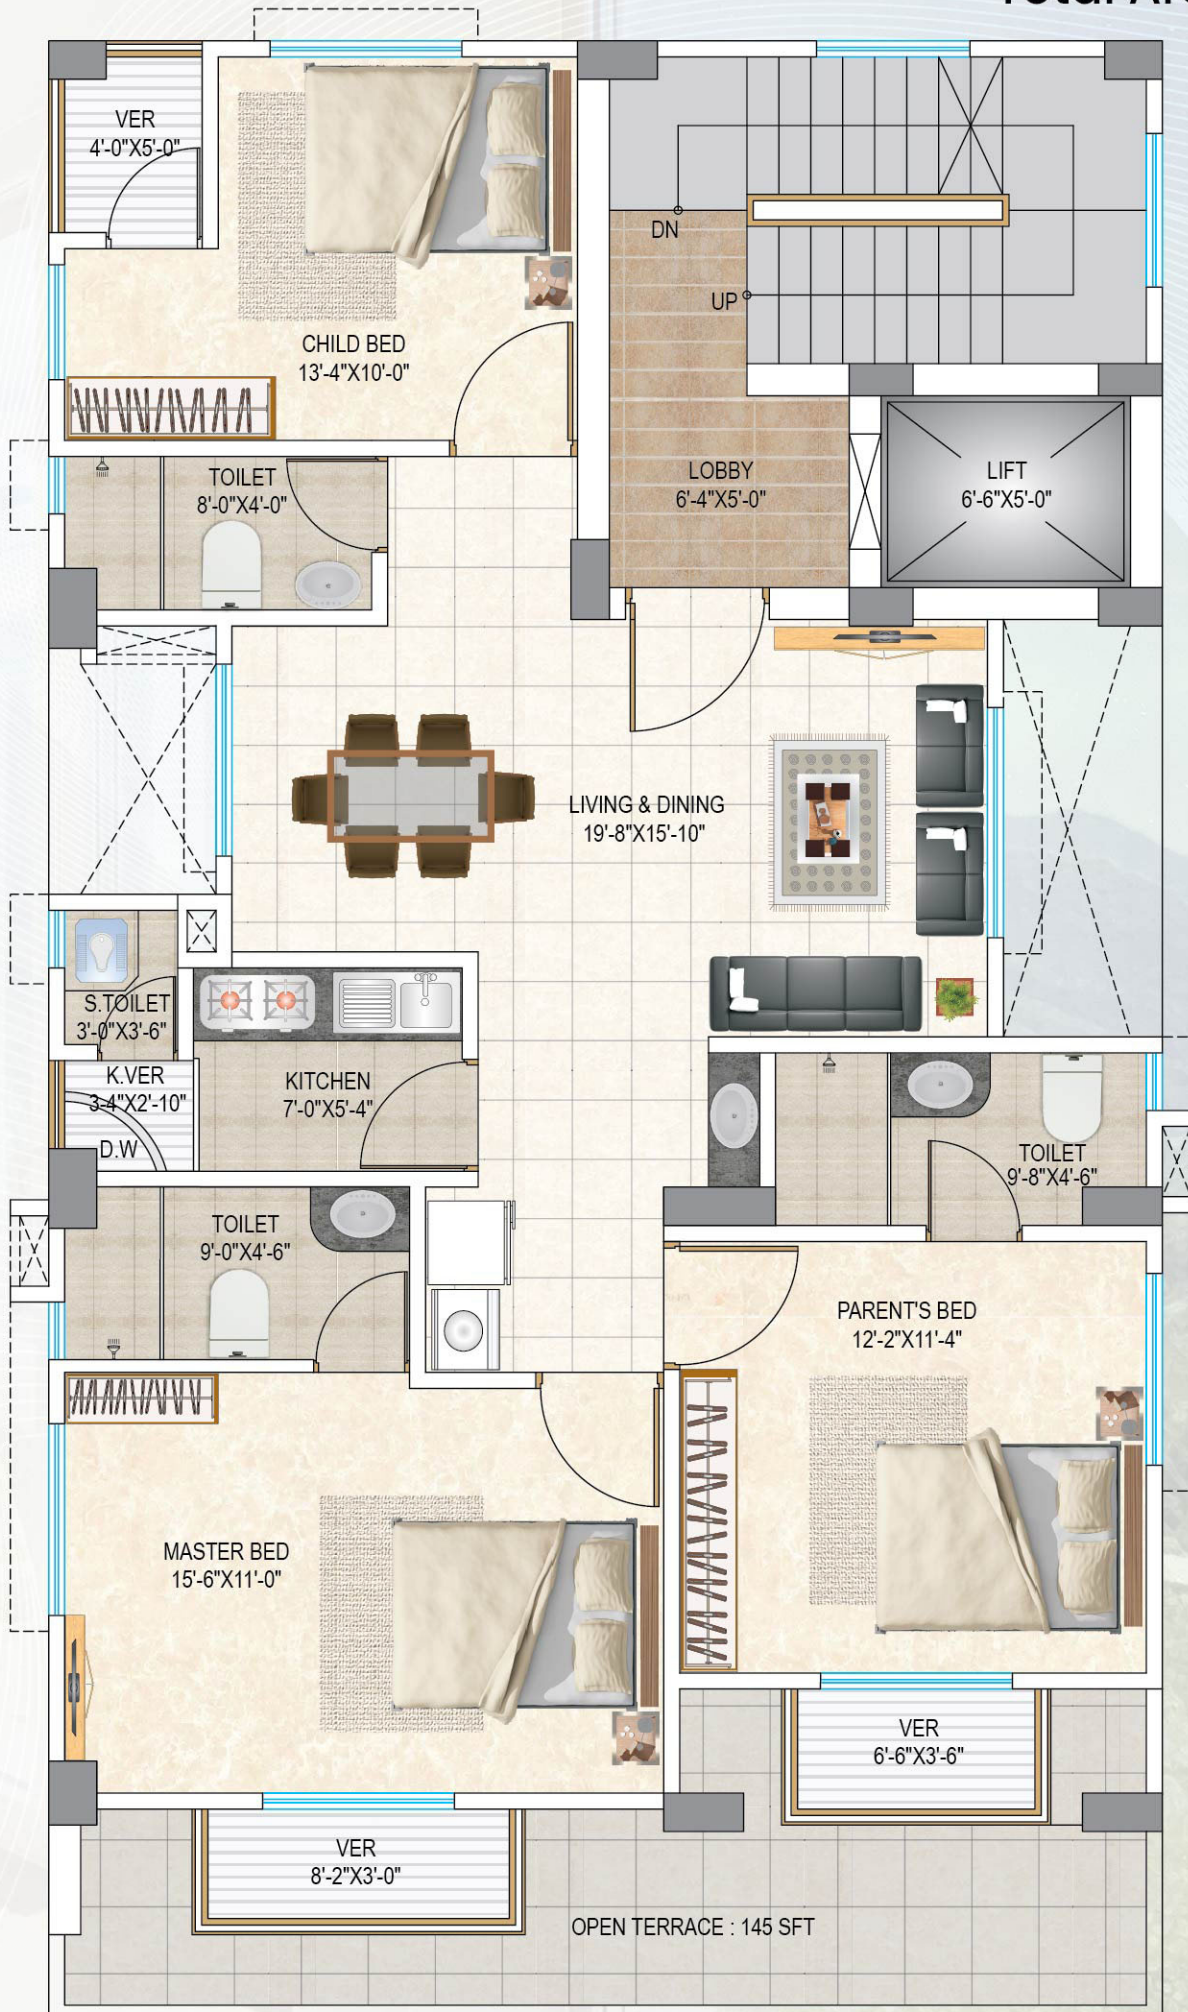 VER
4'-0"X5'-0"
CHILD BED
13'-4"X10'-0"
DN
UP
TOILET
8'-0"X4'-0"
LOBBY
6'-4"X5'-0"
LIFT
6'-6"X5'-0"
LIVING & DINING
19'-8"X15'-10"
S.TOILET
3'-0"X3'-6"
K.VER
3-4"X2'-10"
D.W
KITCHEN
7'-0"X5'-4"
TOILET
9'-8"X4'-6"
TOILET
9'-0"X4'-6"
PARENT'S BED
12'-2"X11'-4"
MASTER BED
15'-6"X11'-0"
VER
6'-6"X3'-6"
VER
8'-2"X3'-0"
OPEN TERRACE : 145 SFT